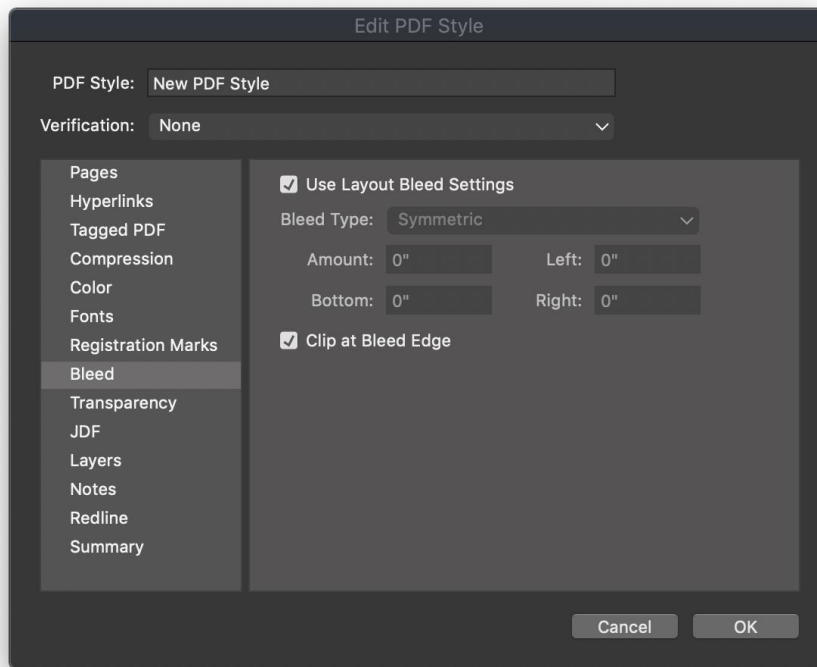 Edit PDF Style
PDF Style: New PDF Style
Verification: None
Pages
Hyperlinks
Tagged PDF
Compression
Color
Fonts
Registration Marks
Bleed
Transparency
JDF
Layers
Notes
Redline
Summary
Use Layout Bleed Settings
Bleed Type: Symmetric
Amount: 0" Left: 0"
Bottom: 0" Right: 0"
Clip at Bleed Edge
Cancel OK